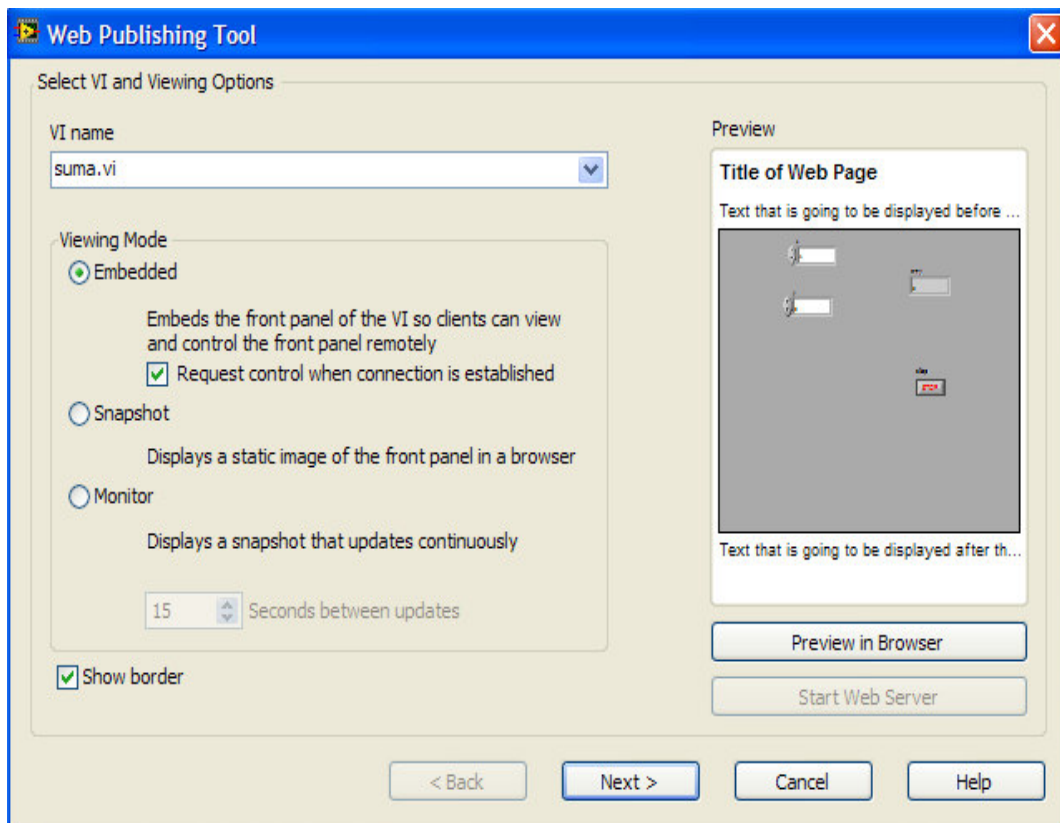 Web Publishing Tool
Select VI and Viewing Options
VI name
suma.vi
Viewing Mode
Embedded
Embeds the front panel of the VI so clients can view
and control the front panel remotely
Request control when connection is established
Snapshot
Displays a static image of the front panel in a browser
Monitor
Displays a snapshot that updates continuously
15 Seconds between updates
Show border
Preview
Title of Web Page
Text that is going to be displayed before ...
STOP
Text that is going to be displayed after th...
Preview in Browser
Start Web Server
< Back
Next >
Cancel
Help